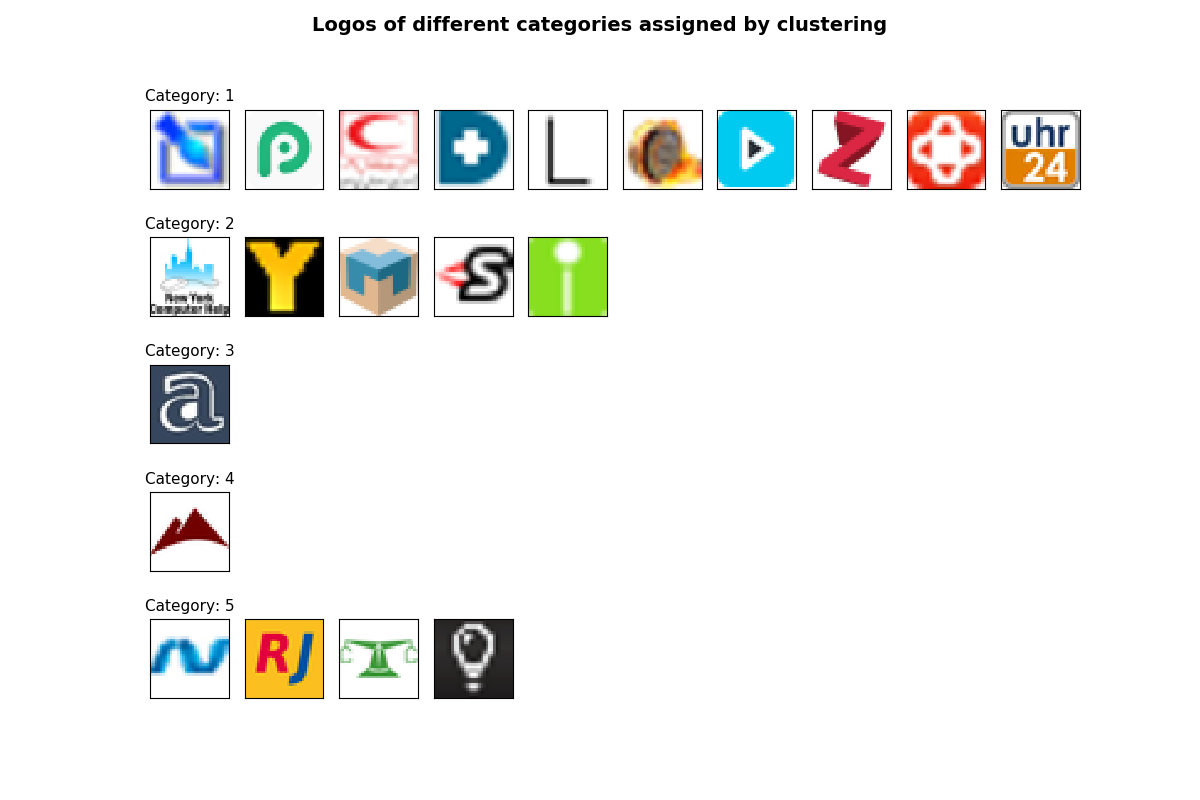 Logos of different categories assigned by clustering
Category: 1
P
D
L
Z
uhr
24
Category: 2
New York
Computer Help
Y
M
S
i
Category: 3
a
Category: 4
Category: 5
RJ